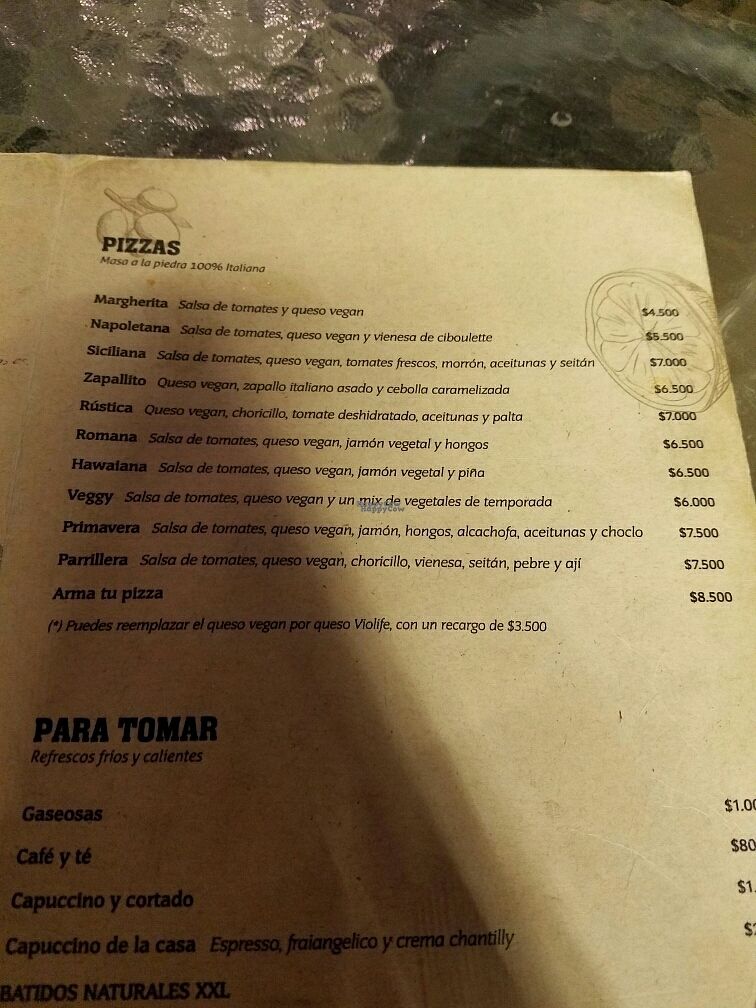 PIZZAS
Masa a la piedra 100% Italiana
Margherita Salsa de tomates y queso vegan $4.500
Napoletana Salsa de tomates, queso vegan y vienesa de ciboulette $5.500
Siciliana Salsa de tomates, queso vegan, tomates frescos, morrón, aceitunas y seitán $7.000
Zapallito Queso vegan, zapallo italiano asado y cebolla caramelizada $6.500
Rústica Queso vegan, choricillo, tomate deshidratado, aceitunas y palta $7.000
Romana Salsa de tomates, queso vegan, jamón vegetal y hongos $6.500
Hawaiana Salsa de tomates, queso vegan, jamón vegetal y piña $6.500
Veggy Salsa de tomates, queso vegan y un mix de vegetales de temporada $6.000
HappyCow
Primavera Salsa de tomates, queso vegan, jamón, hongos, alcachofa, aceitunas y choclo $7.500
Parrillera Salsa de tomates, queso vegan, choricillo, vienesa, seitán, pebre y ají $7.500
Arma tu pizza $8.500
(*) Puedes reemplazar el queso vegan por queso Violife, con un recargo de $3.500
PARA TOMAR
Refrescos fríos y calientes
Gaseosas $1.00
Café y té $80
Capuccino y cortado $1.
Capuccino de la casa Espresso, fraiangelico y crema chantilly
BATIDOS NATURALES XXL